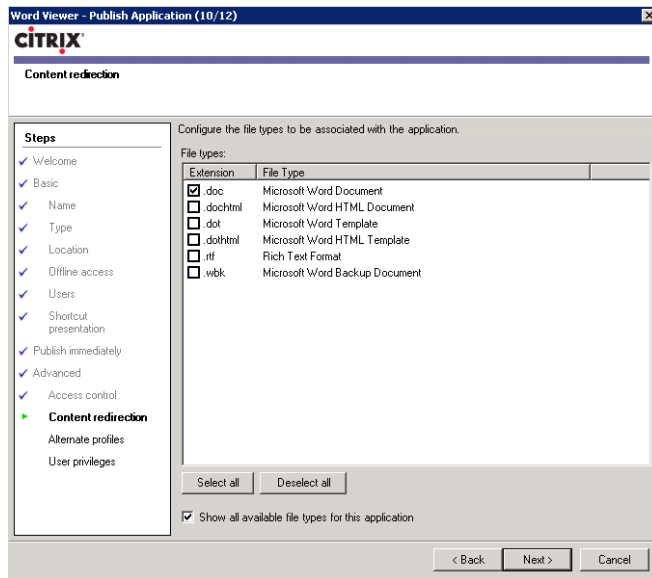 Word Viewer - Publish Application (10/12)
CİTRIX
Content redirection
Steps
Welcome
Basic
Name
Type
Location
Offline access
Users
Shortcut
presentation
Publish immediately
Advanced
Access control
Content redirection
Alternate profiles
User privileges
Configure the file types to be associated with the application.
File types:
Extension File Type
.doc Microsoft Word Document
.dochtml Microsoft Word HTML Document
.dot Microsoft Word Template
.dothtml Microsoft Word HTML Template
.rtf Rich Text Format
.wbk Microsoft Word Backup Document
Select all Deselect all
Show all available file types for this application
< Back Next > Cancel